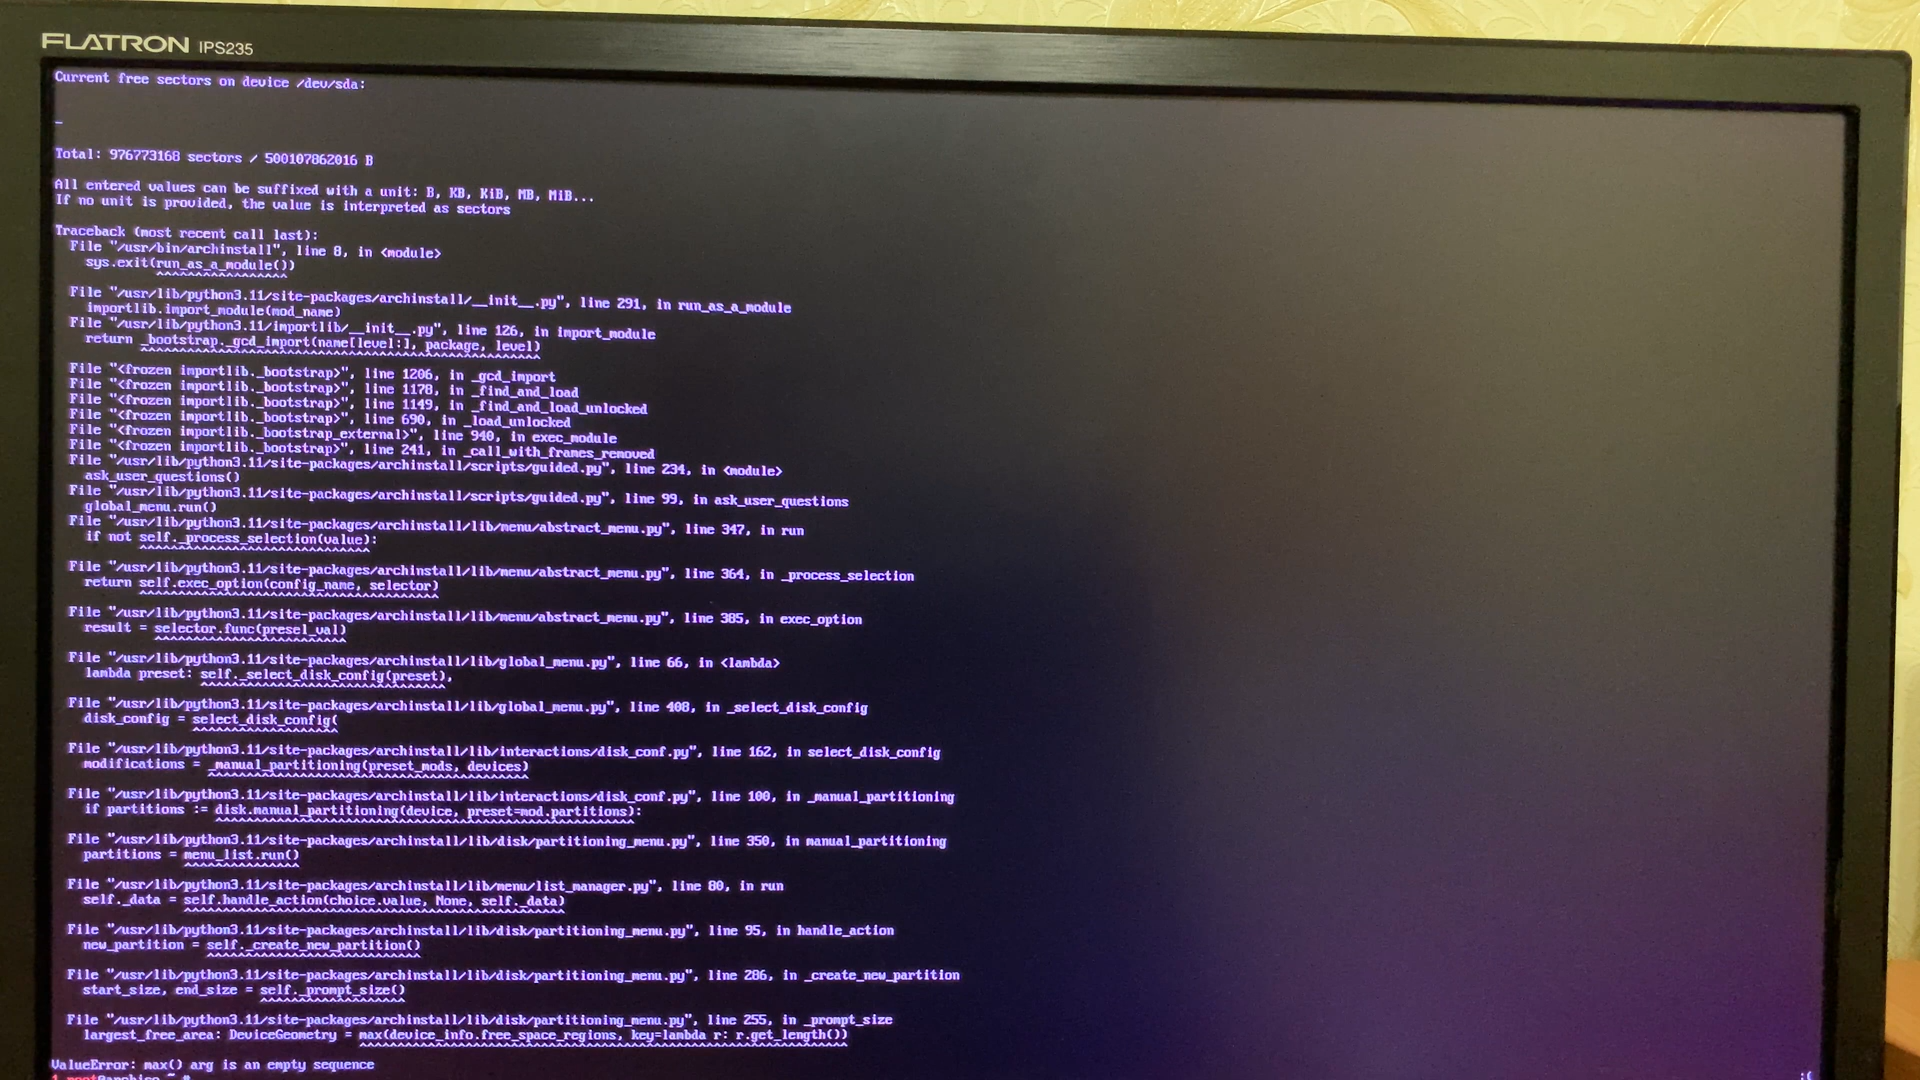 FLATRON IPS235
Current free sectors on device /dev/sda:
_
Total: 976773168 sectors / 500107862016 B
All entered values can be suffixed with a unit: B, KB, KiB, MB, MiB...
If no unit is provided, the value is interpreted as sectors
Traceback (most recent call last):
File "/usr/bin/archinstall", line 8, in <module>
sys.exit(run_as_a_module())
^^^^^^^^^^^^^^^^^
File "/usr/lib/python3.11/site-packages/archinstall/__init__.py", line 291, in run_as_a_module
importlib.import_module(mod_name)
File "/usr/lib/python3.11/importlib/__init__.py", line 126, in import_module
return _bootstrap._gcd_import(name[level:], package, level)
^^^^^^^^^^^^^^^^^^^^^^^^^^^^^^^^^^^^^^^^^^^^^^^^^^^^
File "<frozen importlib._bootstrap>", line 1206, in _gcd_import
File "<frozen importlib._bootstrap>", line 1178, in _find_and_load
File "<frozen importlib._bootstrap>", line 1149, in _find_and_load_unlocked
File "<frozen importlib._bootstrap>", line 690, in _load_unlocked
File "<frozen importlib._bootstrap_external>", line 940, in exec_module
File "<frozen importlib._bootstrap>", line 241, in _call_with_frames_removed
File "/usr/lib/python3.11/site-packages/archinstall/scripts/guided.py", line 234, in <module>
ask_user_questions()
File "/usr/lib/python3.11/site-packages/archinstall/scripts/guided.py", line 99, in ask_user_questions
global_menu.run()
File "/usr/lib/python3.11/site-packages/archinstall/lib/menu/abstract_menu.py", line 347, in run
if not self._process_selection(value):
^^^^^^^^^^^^^^^^^^^^^^^^^^^^^^
File "/usr/lib/python3.11/site-packages/archinstall/lib/menu/abstract_menu.py", line 364, in _process_selection
return self.exec_option(config_name, selector)
^^^^^^^^^^^^^^^^^^^^^^^^^^^^^^^^^^^^^^^
File "/usr/lib/python3.11/site-packages/archinstall/lib/menu/abstract_menu.py", line 385, in exec_option
result = selector.func(presel_val)
^^^^^^^^^^^^^^^^^^^^^^^^^
File "/usr/lib/python3.11/site-packages/archinstall/lib/global_menu.py", line 66, in <lambda>
lambda preset: self._select_disk_config(preset),
^^^^^^^^^^^^^^^^^^^^^^^^^^^^^^^^
File "/usr/lib/python3.11/site-packages/archinstall/lib/global_menu.py", line 408, in _select_disk_config
disk_config = select_disk_config(
^^^^^^^^^^^^^^^^^^^
File "/usr/lib/python3.11/site-packages/archinstall/lib/interactions/disk_conf.py", line 162, in select_disk_config
modifications = _manual_partitioning(preset_mods, devices)
^^^^^^^^^^^^^^^^^^^^^^^^^^^^^^^^^^^^^^^^^^
File "/usr/lib/python3.11/site-packages/archinstall/lib/interactions/disk_conf.py", line 100, in _manual_partitioning
if partitions := disk.manual_partitioning(device, preset=mod.partitions):
^^^^^^^^^^^^^^^^^^^^^^^^^^^^^^^^^^^^^^^^^^^^^^^^^^^^^^^
File "/usr/lib/python3.11/site-packages/archinstall/lib/disk/partitioning_menu.py", line 350, in manual_partitioning
partitions = menu_list.run()
^^^^^^^^^^^^^^^
File "/usr/lib/python3.11/site-packages/archinstall/lib/menu/list_manager.py", line 80, in run
self._data = self.handle_action(choice.value, None, self._data)
^^^^^^^^^^^^^^^^^^^^^^^^^^^^^^^^^^^^^^^^^^^^^^^^^^
File "/usr/lib/python3.11/site-packages/archinstall/lib/disk/partitioning_menu.py", line 95, in handle_action
new_partition = self._create_new_partition()
^^^^^^^^^^^^^^^^^^^^^^^^^^^^
File "/usr/lib/python3.11/site-packages/archinstall/lib/disk/partitioning_menu.py", line 286, in _create_new_partition
start_size, end_size = self._prompt_size()
^^^^^^^^^^^^^^^^^^^
File "/usr/lib/python3.11/site-packages/archinstall/lib/disk/partitioning_menu.py", line 255, in _prompt_size
largest_free_area: DeviceGeometry = max(device_info.free_space_regions, key=lambda r: r.get_length())
^^^^^^^^^^^^^^^^^^^^^^^^^^^^^^^^^^^^^^^^^^^^^^^^^^^^^^^^^^^^^^^^^
ValueError: max() arg is an empty sequence
1 root@archiso ~ # :(